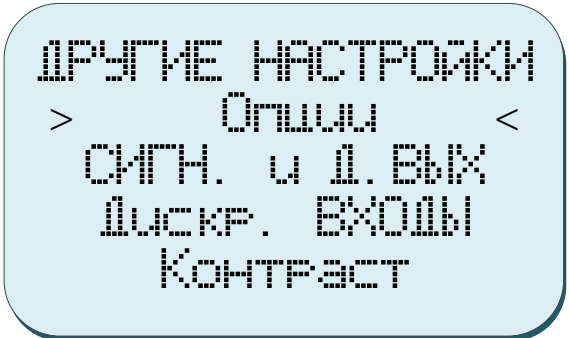 ДРУГИЕ НАСТРОЙКИ
> Опции <
СИГН. и Д.ВЫХ
Дискр. ВХОДЫ
Контраст